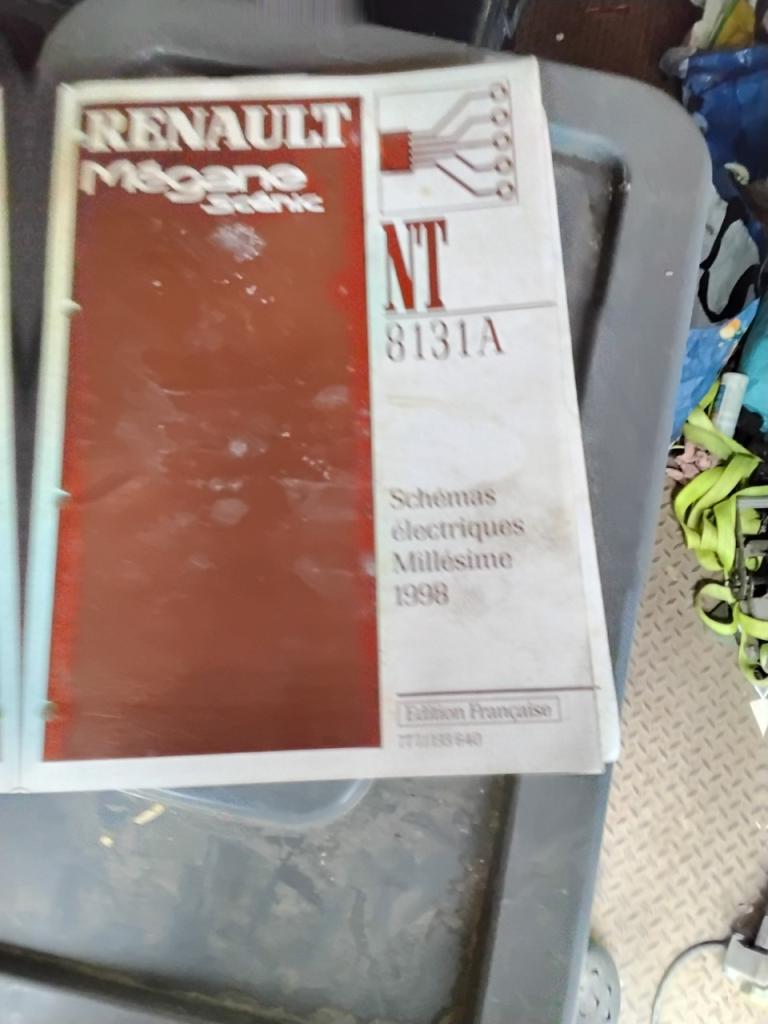 RENAULT
Mégane
Scénic
NT
8131A
Schémas
électriques
Millésime
1998
Edition Française